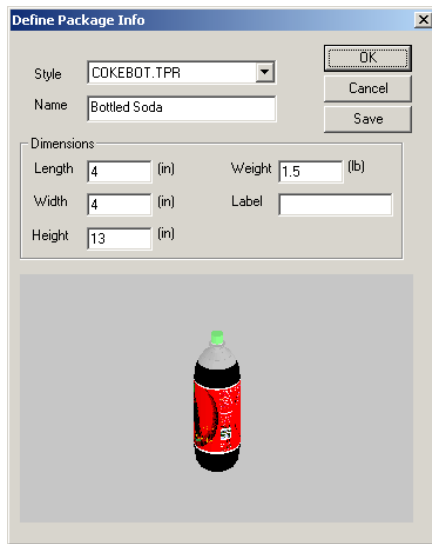 Define Package Info
Style COKEBOT.TPR OK
Name Bottled Soda Cancel
Save
Dimensions
Length 4 (in) Weight 1.5 (lb)
Width 4 (in) Label
Height 13 (in)